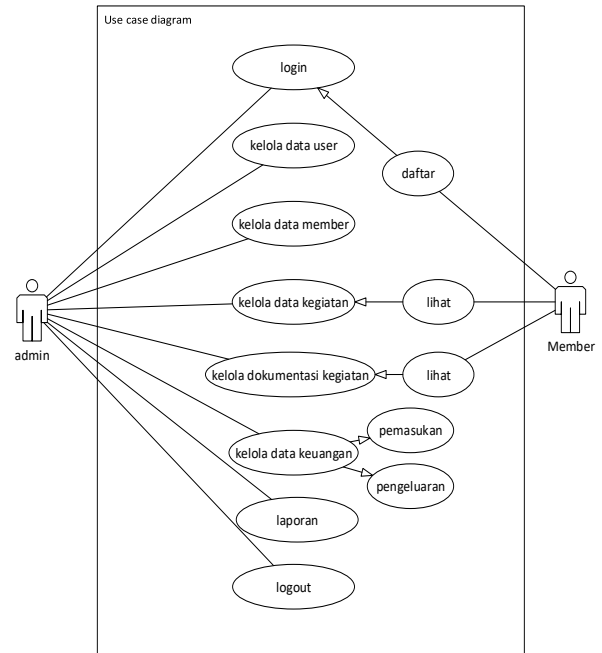 Use case diagram
login
kelola data user
daftar
kelola data member
kelola data kegiatan
lihat
admin
Member
kelola dokumentasi kegiatan
lihat
pemasukan
kelola data keuangan
pengeluaran
laporan
logout